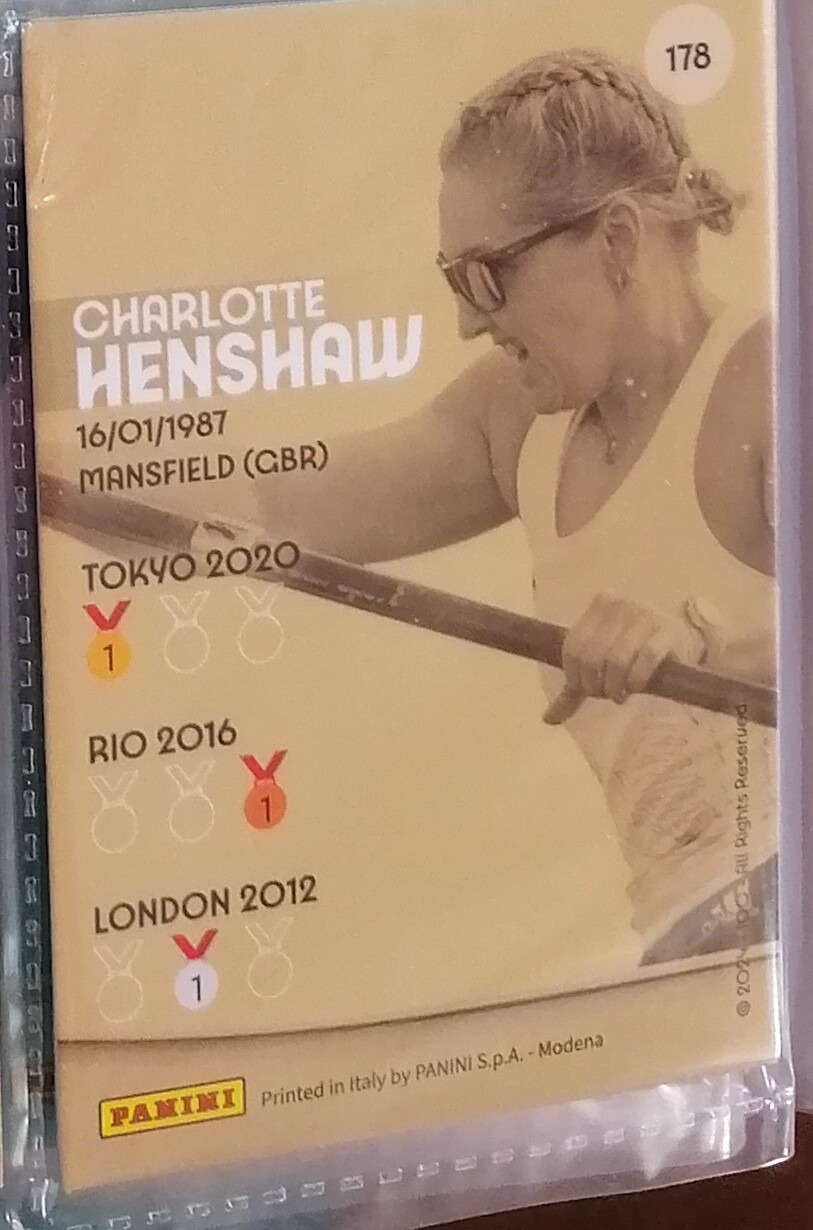 178
CHARLOTTE
HENSHAW
16/01/1987
MANSFIELD (GBR)
TOKYO 2020
1
RIO 2016
1
LONDON 2012
1
PANINI
Printed in Italy by PANINI S.p.A. - Modena
All Rights Reserved